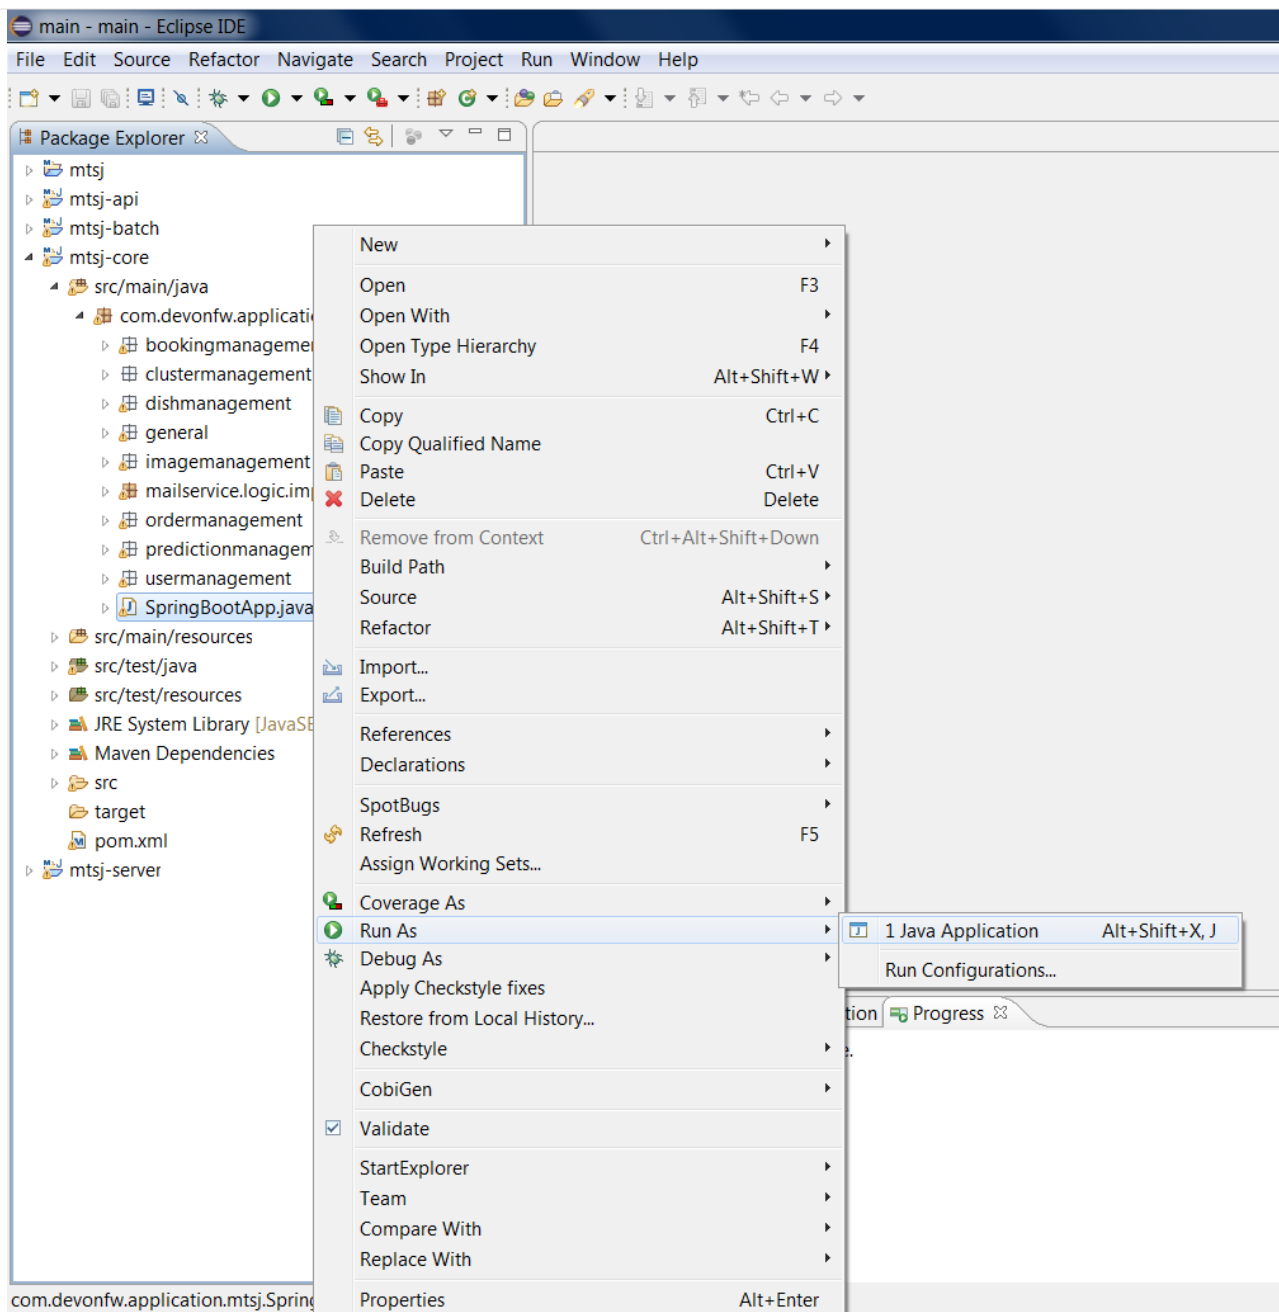 main - main - Eclipse IDE
File Edit Source Refactor Navigate Search Project Run Window Help
Package Explorer
mtsj
mtsj-api
mtsj-batch
mtsj-core
src/main/java
com.devonfw.applicati
bookingmanagemer
clustermanagement
dishmanagement
general
imagemanagement
mailservice.logic.imp
ordermanagement
predictionmanagem
usermanagement
SpringBootApp.java
src/main/resources
src/test/java
src/test/resources
JRE System Library [JavaSE
Maven Dependencies
src
target
pom.xml
mtsj-server
New
Open F3
Open With
Open Type Hierarchy F4
Show In Alt+Shift+W
Copy Ctrl+C
Copy Qualified Name
Paste Ctrl+V
Delete Delete
Remove from Context Ctrl+Alt+Shift+Down
Build Path
Source Alt+Shift+S
Refactor Alt+Shift+T
Import...
Export...
References
Declarations
SpotBugs
Refresh F5
Assign Working Sets...
Coverage As
Run As
Debug As
Apply Checkstyle fixes
Restore from Local History...
Checkstyle
CobiGen
Validate
StartExplorer
Team
Compare With
Replace With
Properties Alt+Enter
1 Java Application Alt+Shift+X, J
Run Configurations...
tion Progress
e.
com.devonfw.application.mtsj.Spring